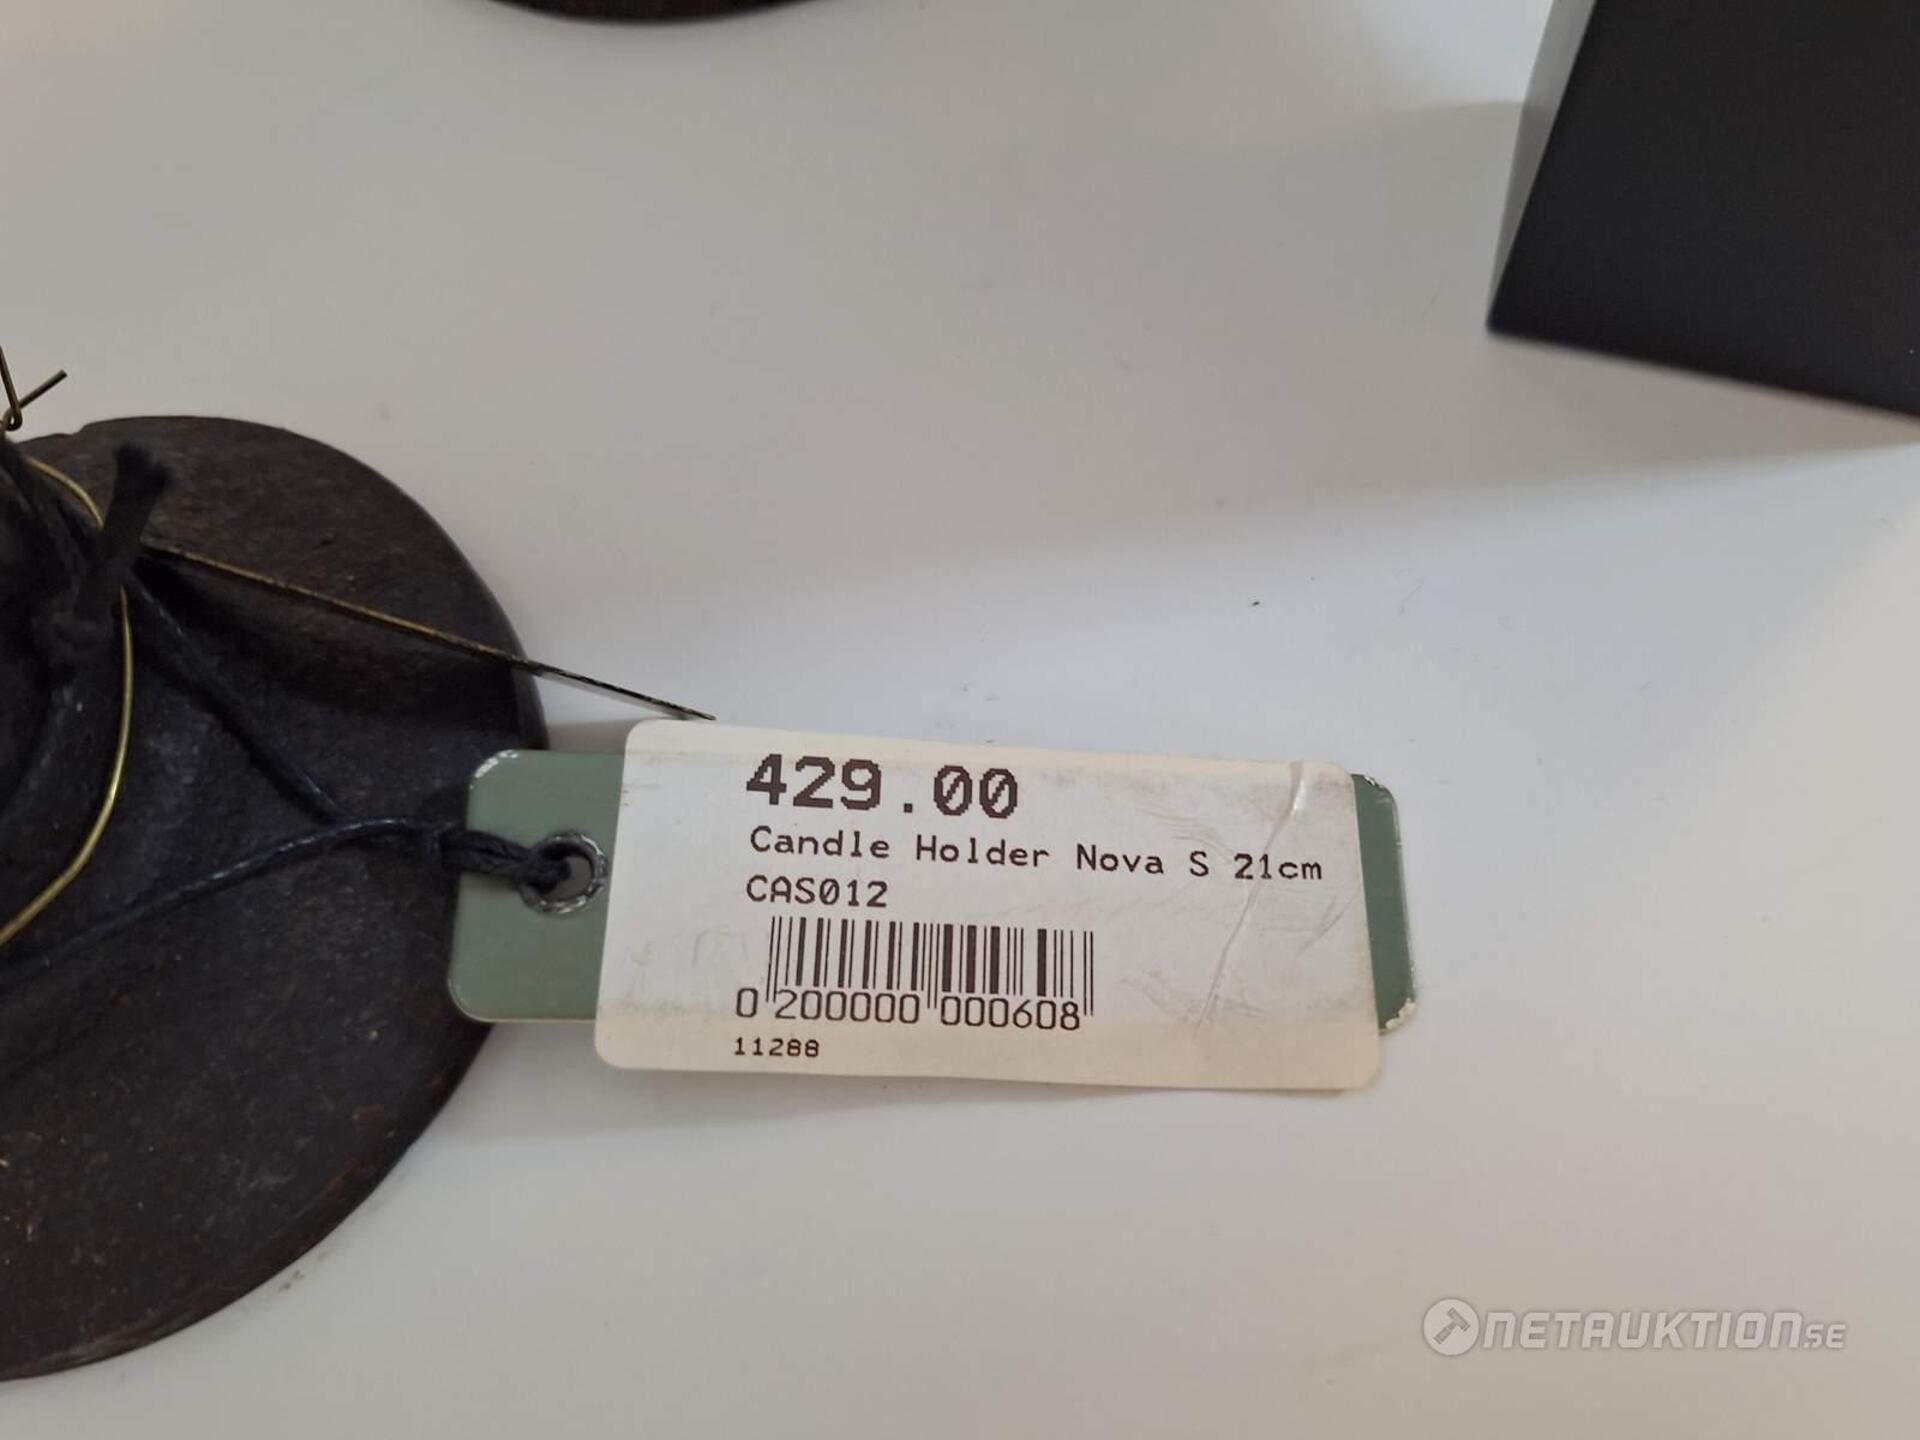 429.00
Candle Holder Nova S 21cm
CAS012
0 200000 000608
11288
NETAUKTION.SE